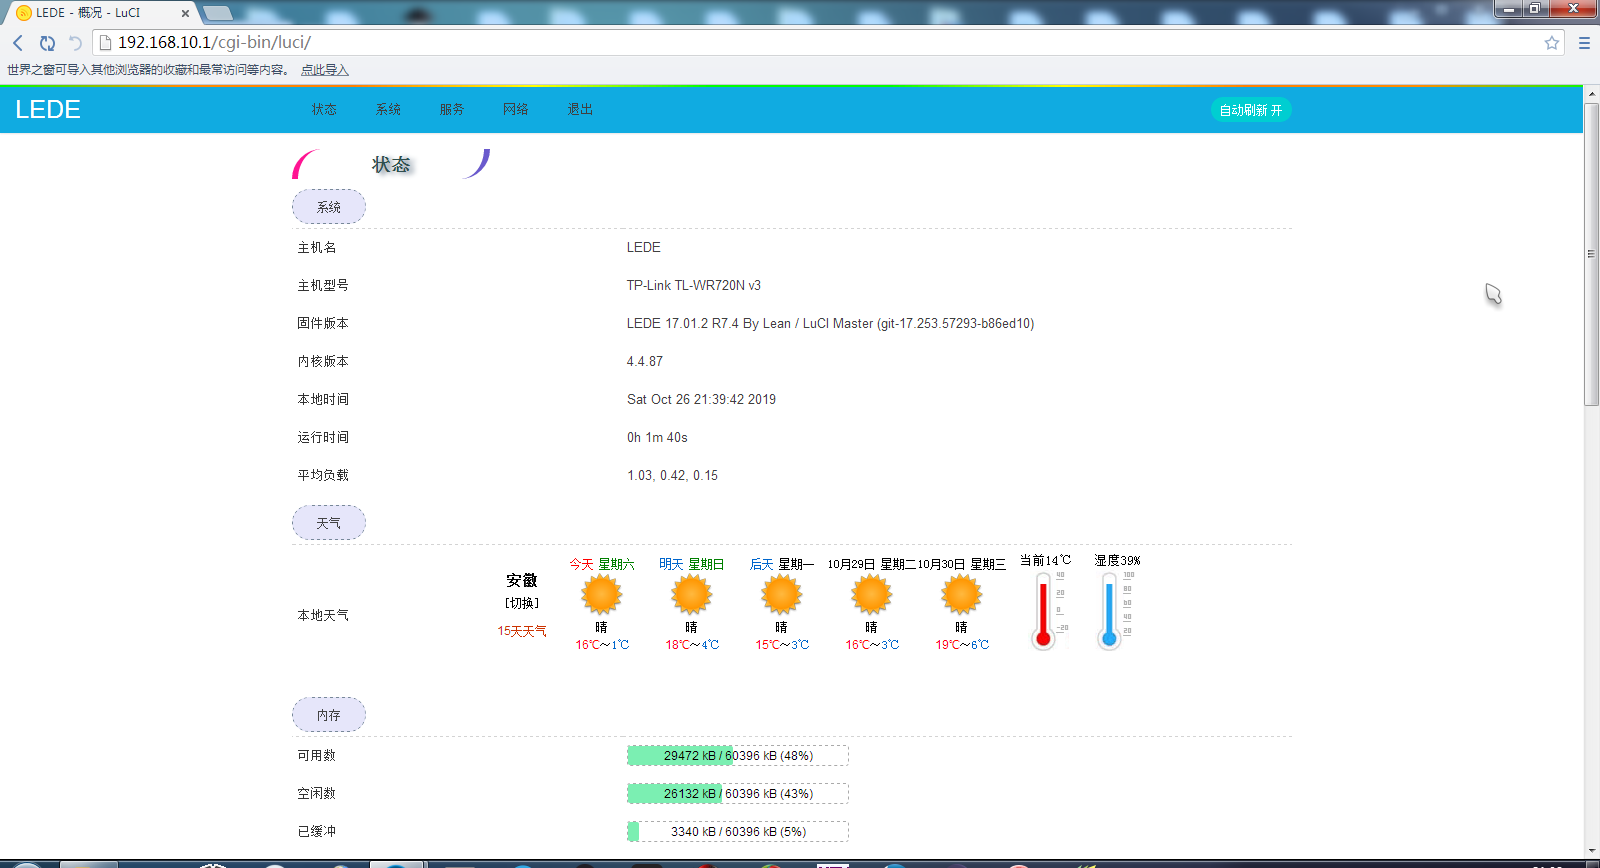 LEDE - 概况 - LuCI
192.168.10.1/cgi-bin/luci/
世界之窗可导入其他浏览器的收藏和最常访问等内容。 点此导入
LEDE 状态 系统 服务 网络 退出 自动刷新 开
状态
系统
主机名 LEDE
主机型号 TP-Link TL-WR720N v3
固件版本 LEDE 17.01.2 R7.4 By Lean / LuCI Master (git-17.253.57293-b86ed10)
内核版本 4.4.87
本地时间 Sat Oct 26 21:39:42 2019
运行时间 0h 1m 40s
平均负载 1.03, 0.42, 0.15
天气
本地天气
安徽
[切换]
15天天气
今天 星期六
晴
16℃~1℃
明天 星期日
晴
18℃~4℃
后天 星期一
晴
15℃~3℃
10月29日 星期二
晴
16℃~3℃
10月30日 星期三
晴
19℃~6℃
当前14℃
40
20
0
-20
湿度39%
100
80
60
40
20
内存
可用数 29472 kB / 60396 kB (48%)
空闲数 26132 kB / 60396 kB (43%)
已缓冲 3340 kB / 60396 kB (5%)